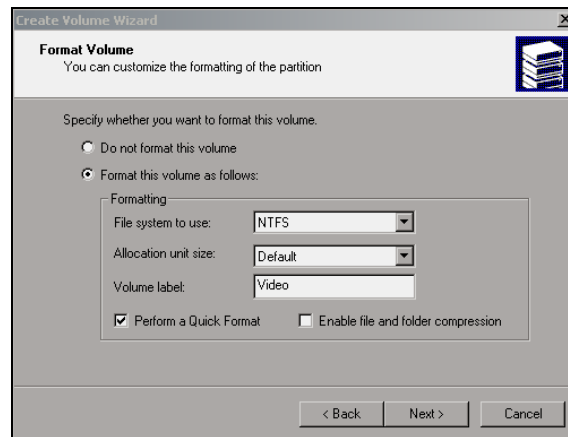 Create Volume Wizard
Format Volume
You can customize the formatting of the partition
Specify whether you want to format this volume.
Do not format this volume
Format this volume as follows:
Formatting
File system to use: NTFS
Allocation unit size: Default
Volume label: Video
Perform a Quick Format Enable file and folder compression
< Back Next > Cancel